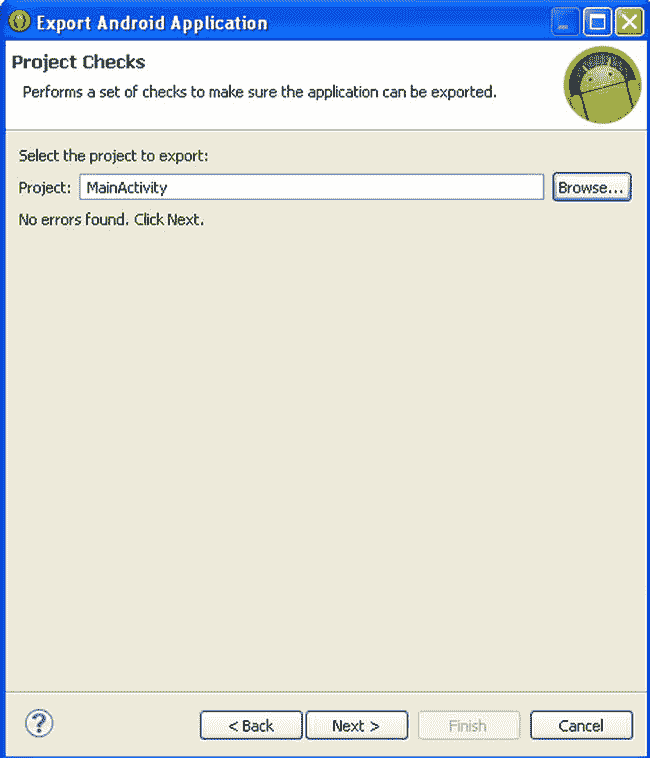 Export Android Application
Project Checks
Performs a set of checks to make sure the application can be exported.
Select the project to export:
Project: MainActivity Browse...
No errors found. Click Next.
? < Back Next > Finish Cancel